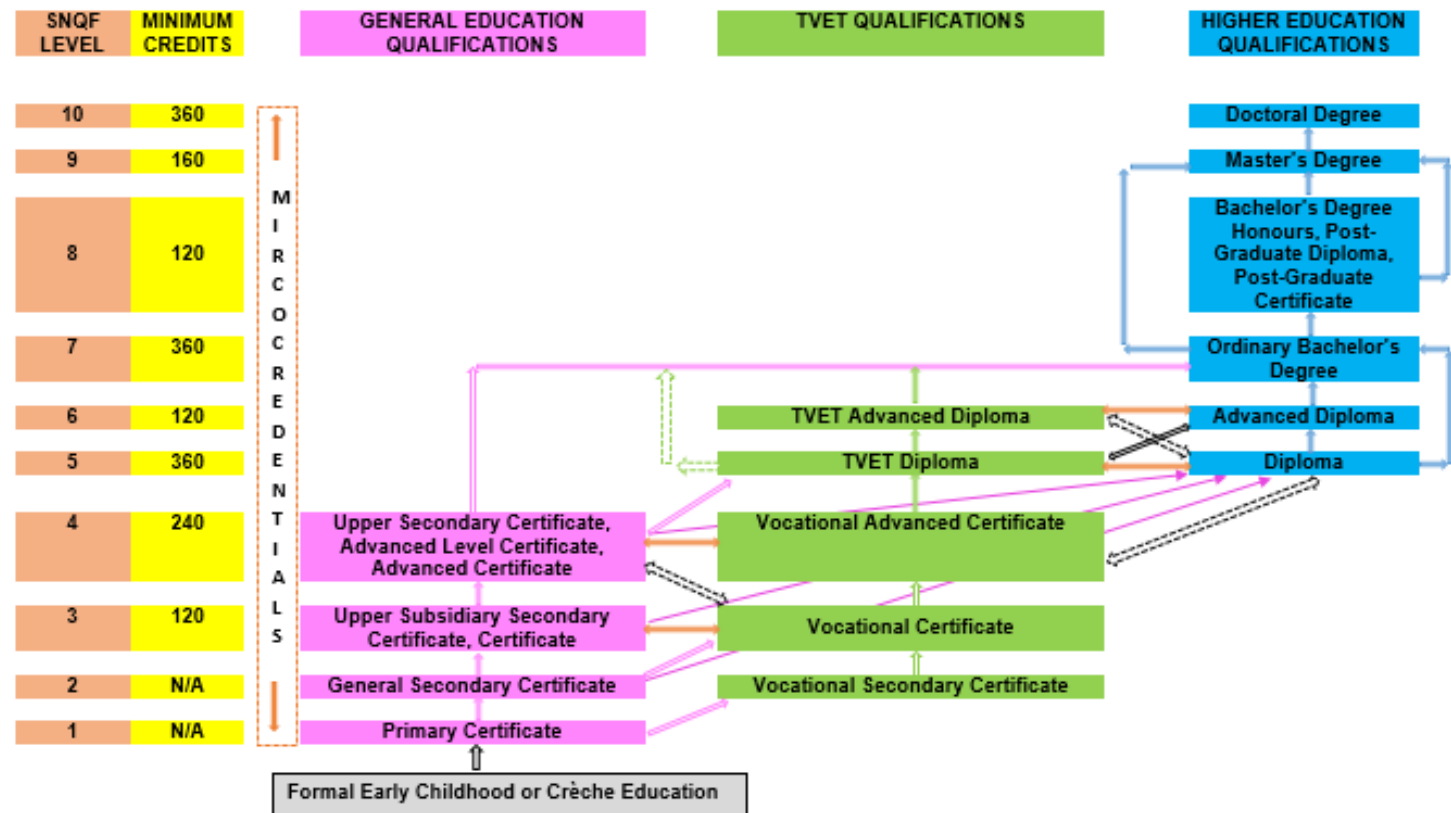 SNQF LEVEL
MINIMUM CREDITS
GENERAL EDUCATION
QUALIFICATIONS
TVET QUALIFICATIONS
HIGHER EDUCATION
QUALIFICATIONS
10
360
Doctoral Degree
9
160
Master's Degree
8
120
Bachelor's Degree
Honours, Post-
Graduate Diploma,
Post-Graduate
Certificate
7
360
Ordinary Bachelor's
Degree
6
120
TVET Advanced Diploma
Advanced Diploma
5
360
TVET Diploma
Diploma
4
240
Upper Secondary Certificate,
Advanced Level Certificate,
Advanced Certificate
Vocational Advanced Certificate
3
120
Upper Subsidiary Secondary
Certificate, Certificate
Vocational Certificate
2
N/A
General Secondary Certificate
Vocational Secondary Certificate
1
N/A
Primary Certificate
MIRCOCREDENTIALS
Formal Early Childhood or Crèche Education